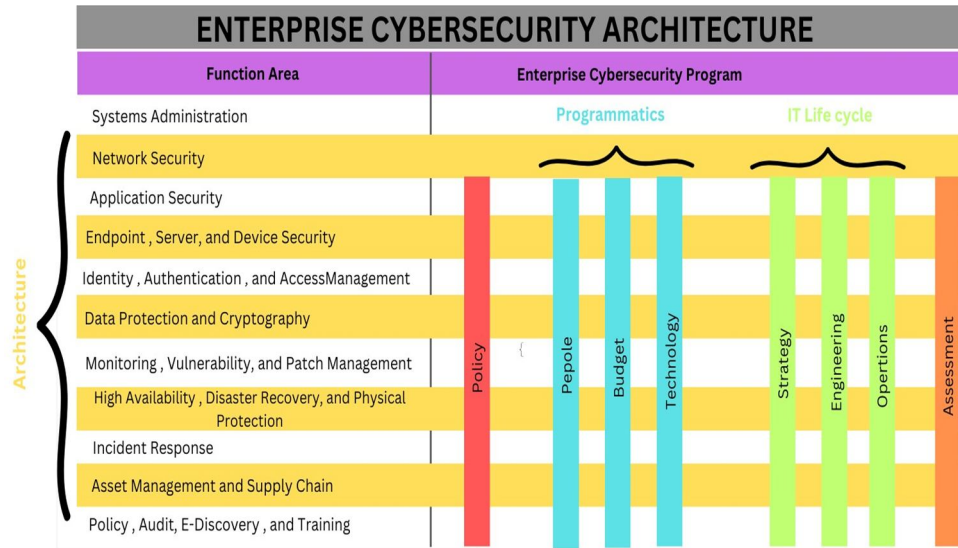 ENTERPRISE CYBERSECURITY ARCHITECTURE
Function Area
Enterprise Cybersecurity Program
Systems Administration
Programmatics
IT Life cycle
Network Security
Application Security
Endpoint , Server, and Device Security
Identity , Authentication , and AccessManagement
Data Protection and Cryptography
Monitoring , Vulnerability, and Patch Management
High Availability , Disaster Recovery, and Physical
Protection
Incident Response
Asset Management and Supply Chain
Policy , Audit, E-Discovery , and Training
Architecture
Policy
Pepole
Budget
Technology
Strategy
Engineering
Opertions
Assessment
{